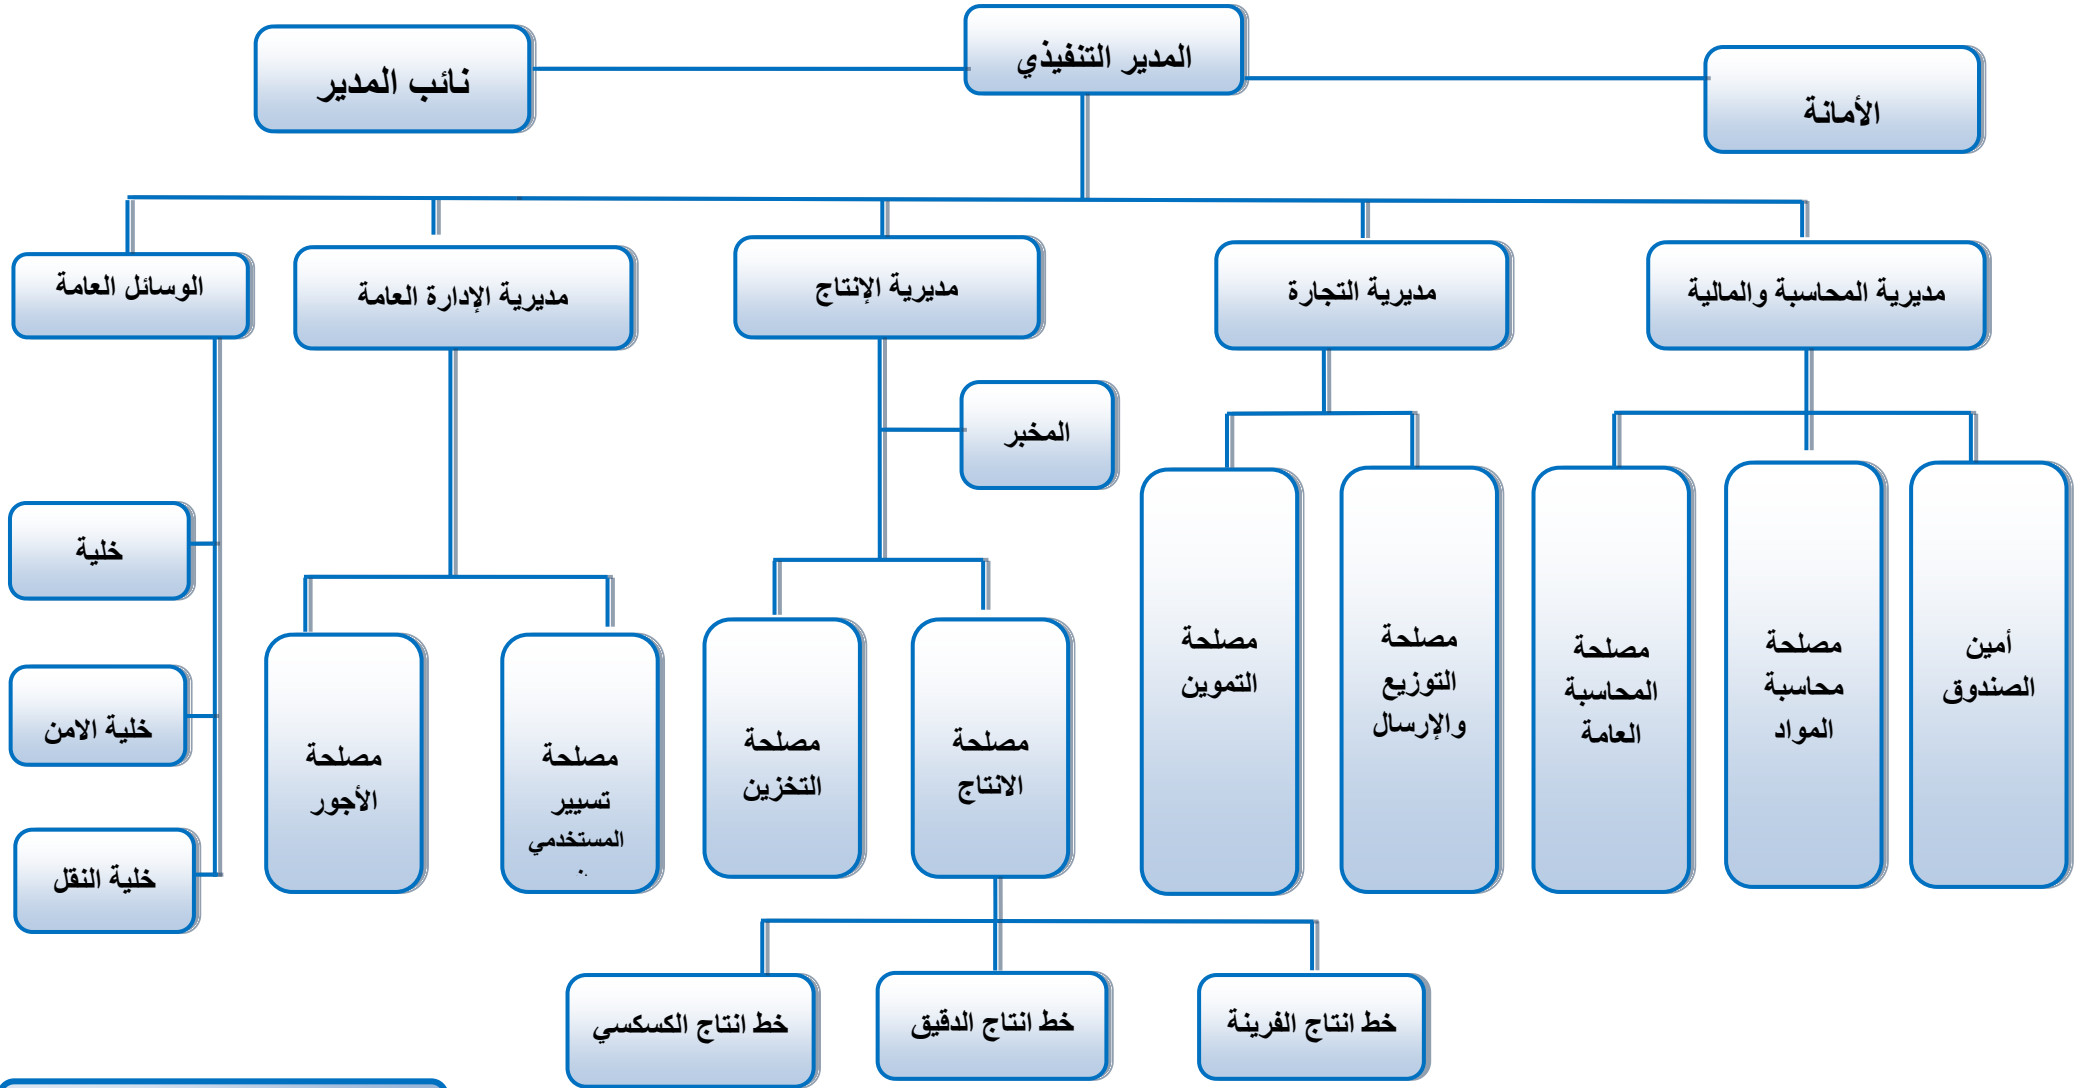 المدير التنفيذي
نائب المدير
الأمانة
مديرية المحاسبة والمالية
مديرية التجارة
مديرية الإنتاج
مديرية الإدارة العامة
الوسائل العامة
المخبر
أمين
الصندوق
مصلحة
محاسبة
المواد
مصلحة
المحاسبة
العامة
مصلحة
التوزيع
والإرسال
مصلحة
التموين
مصلحة
الانتاج
مصلحة
التخزين
مصلحة
تسيير
المستخدمي
مصلحة
الأجور
خلية
خلية الامن
خلية النقل
خط انتاج الفرينة
خط انتاج الدقيق
خط انتاج الكسكسي